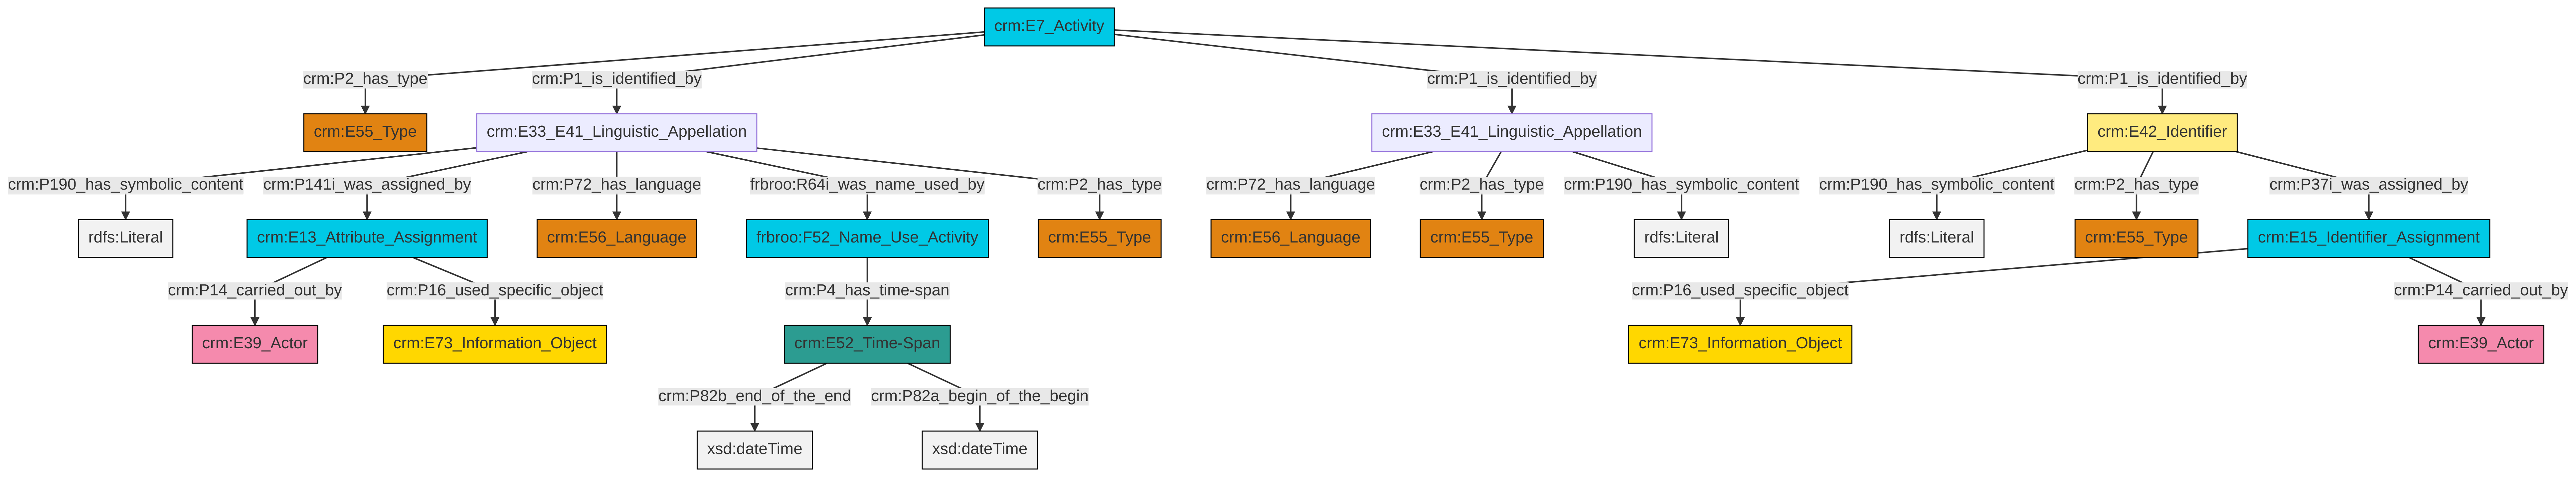 crm:E7_Activity
crm:P2_has_type
crm:P1_is_identified_by
crm:P1_is_identified_by
crm:P1_is_identified_by
crm:E55_Type
crm:E33_E41_Linguistic_Appellation
crm:E33_E41_Linguistic_Appellation
crm:E42_Identifier
crm:P190_has_symbolic_content
crm:P141i_was_assigned_by
crm:P72_has_language
frbroo:R64i_was_name_used_by
crm:P2_has_type
crm:P72_has_language
crm:P2_has_type
crm:P190_has_symbolic_content
crm:P190_has_symbolic_content
crm:P2_has_type
crm:P37i_was_assigned_by
rdfs:Literal
crm:E13_Attribute_Assignment
crm:E56_Language
frbroo:F52_Name_Use_Activity
crm:E55_Type
crm:E56_Language
crm:E55_Type
rdfs:Literal
rdfs:Literal
crm:E55_Type
crm:E15_Identifier_Assignment
crm:P14_carried_out_by
crm:P16_used_specific_object
crm:P4_has_time-span
crm:P16_used_specific_object
crm:P14_carried_out_by
crm:E39_Actor
crm:E73_Information_Object
crm:E52_Time-Span
crm:E73_Information_Object
crm:E39_Actor
crm:P82b_end_of_the_end
crm:P82a_begin_of_the_begin
xsd:dateTime
xsd:dateTime